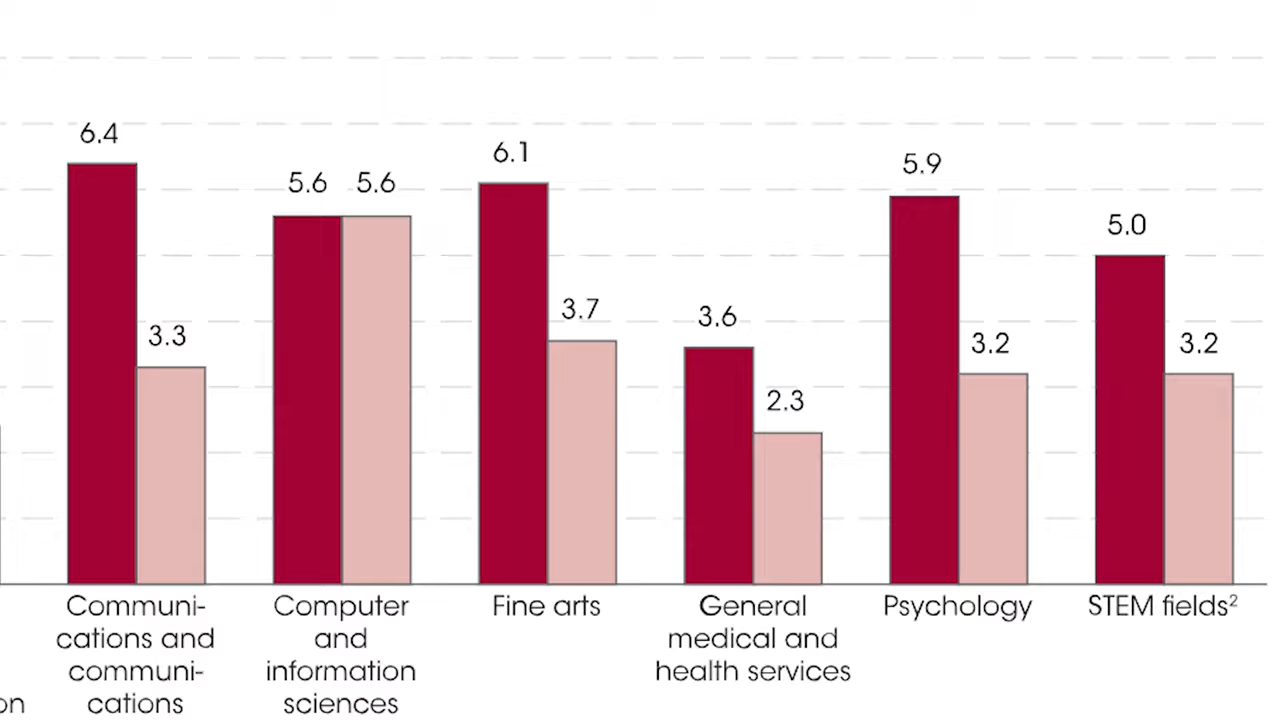 6.4
3.3
5.6 5.6
6.1
3.7
3.6
2.3
5.9
3.2
5.0
3.2
on
Communi-
cations and
communi-
cations
Computer
and
information
sciences
Fine arts
General
medical and
health services
Psychology
STEM fields²